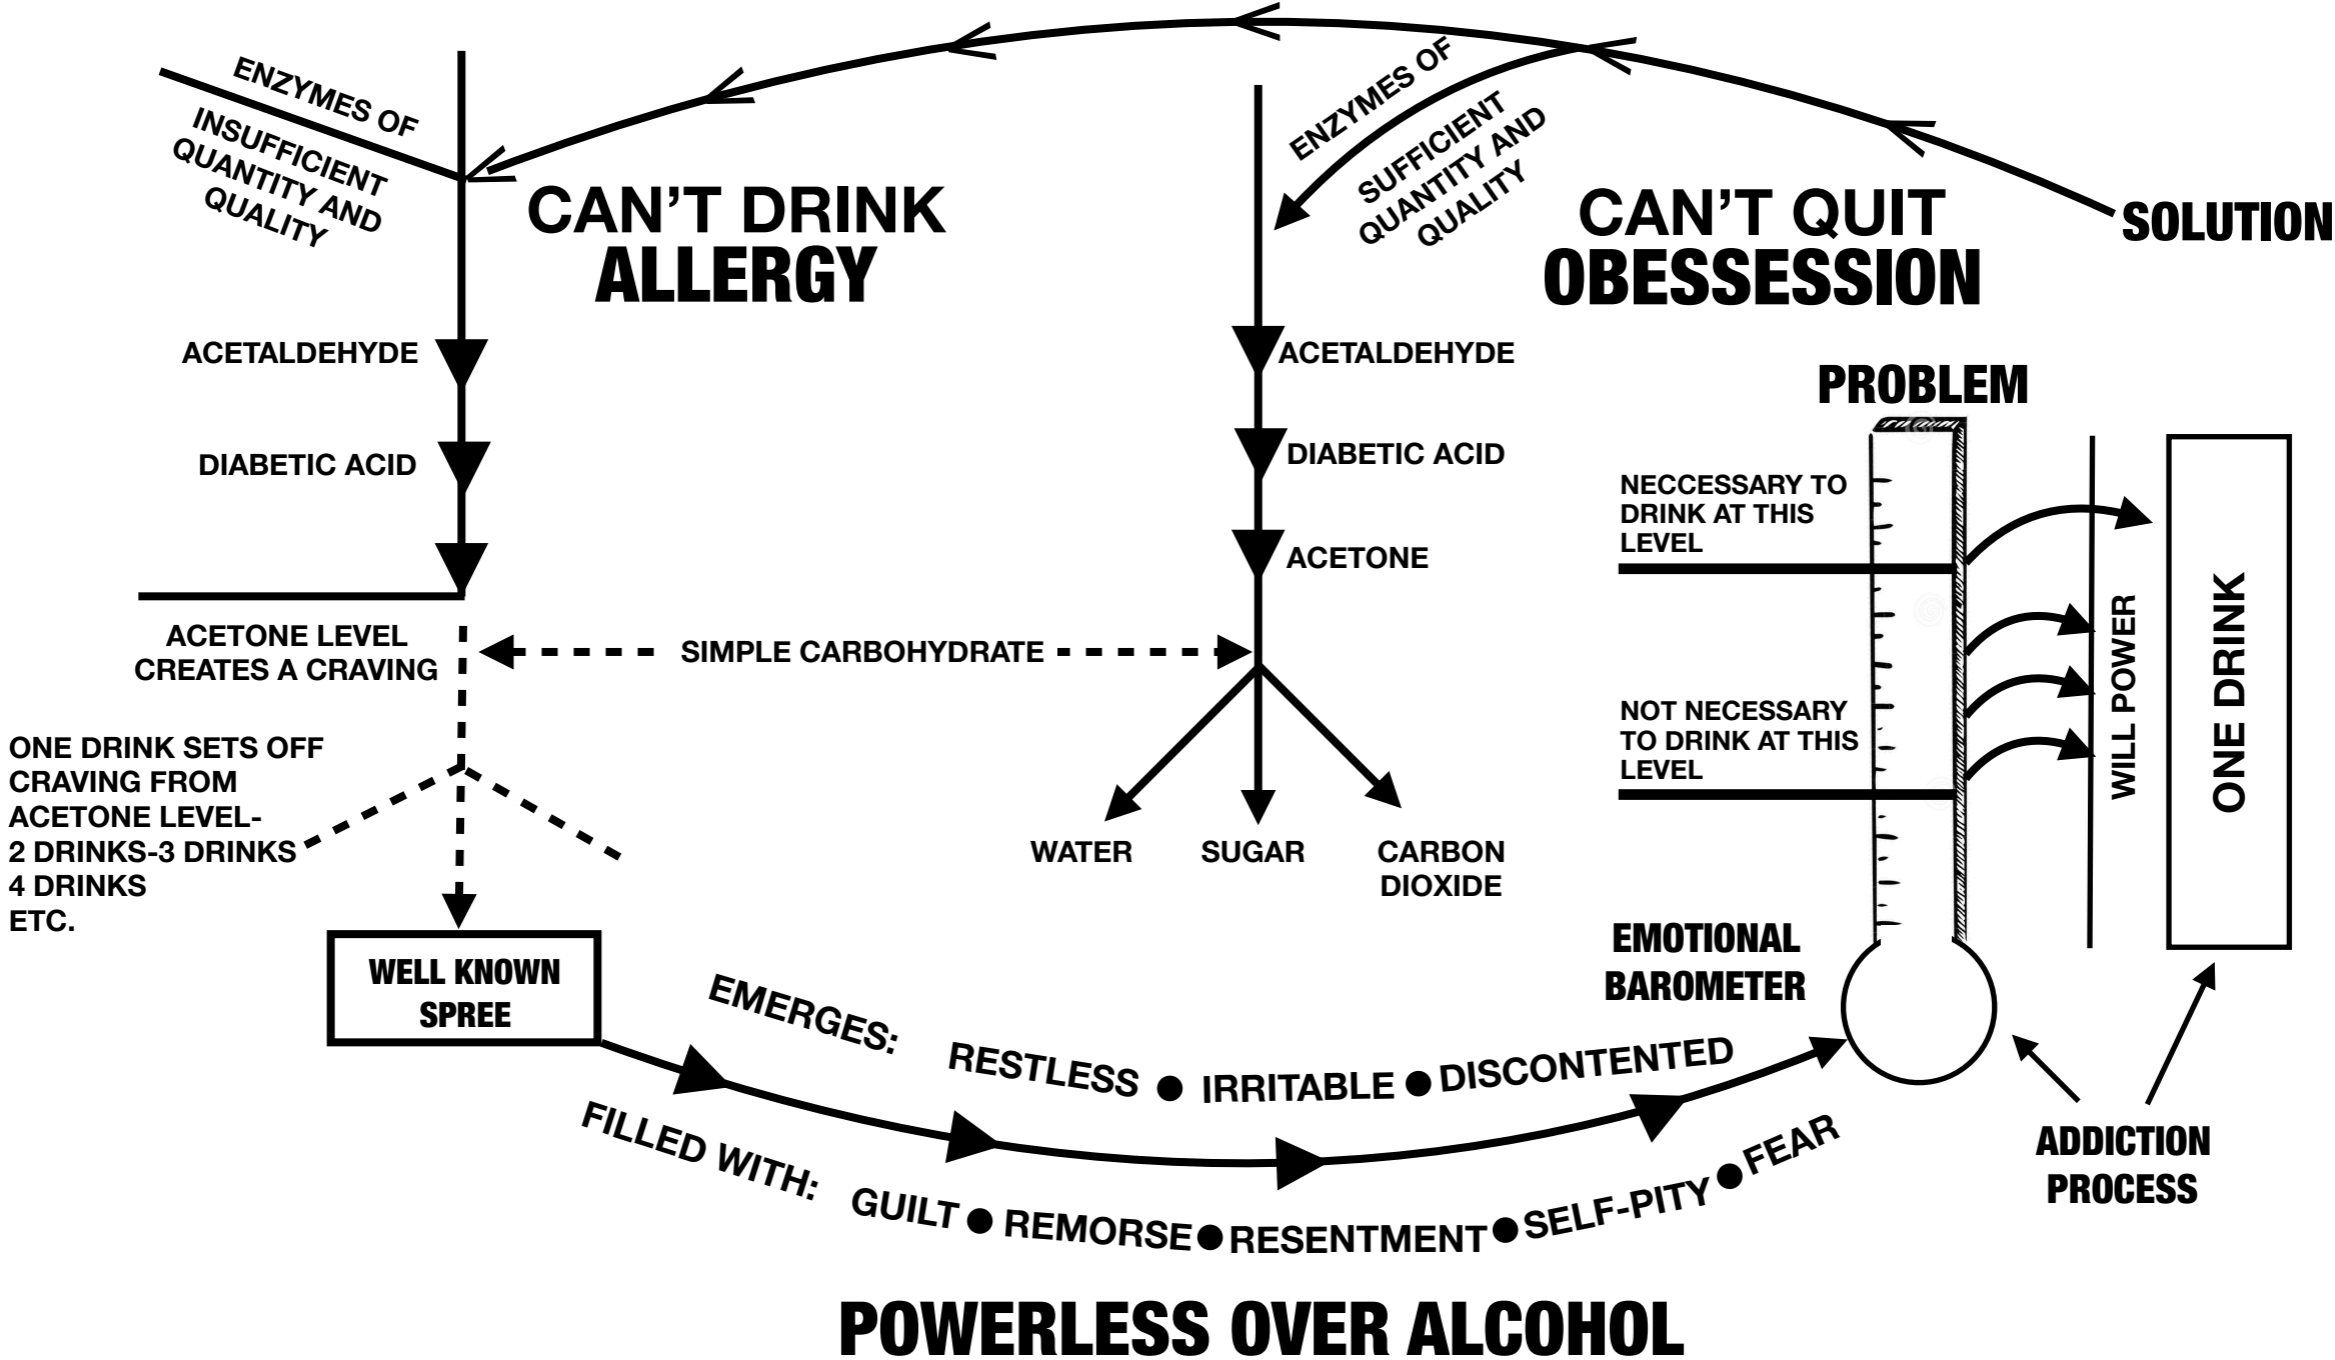 ENZYMES OF
INSUFFICIENT
QUANTITY AND
QUALITY
CAN'T DRINK
ALLERGY
ENZYMES OF
SUFFICIENT
QUANTITY AND
QUALITY
CAN'T QUIT
OBESSESSION
SOLUTION
ACETALDEHYDE
DIABETIC ACID
ACETONE LEVEL
CREATES A CRAVING
ONE DRINK SETS OFF
CRAVING FROM
ACETONE LEVEL-
2 DRINKS-3 DRINKS
4 DRINKS
ETC.
WELL KNOWN
SPREE
SIMPLE CARBOHYDRATE
ACETALDEHYDE
DIABETIC ACID
ACETONE
WATER
SUGAR
CARBON
DIOXIDE
PROBLEM
NECCESSARY TO
DRINK AT THIS
LEVEL
NOT NECESSARY
TO DRINK AT THIS
LEVEL
WILL POWER
ONE DRINK
EMOTIONAL
BAROMETER
ADDICTION
PROCESS
EMERGES: RESTLESS ● IRRITABLE ● DISCONTENTED
FILLED WITH: GUILT ● REMORSE ● RESENTMENT ● SELF-PITY ● FEAR
POWERLESS OVER ALCOHOL